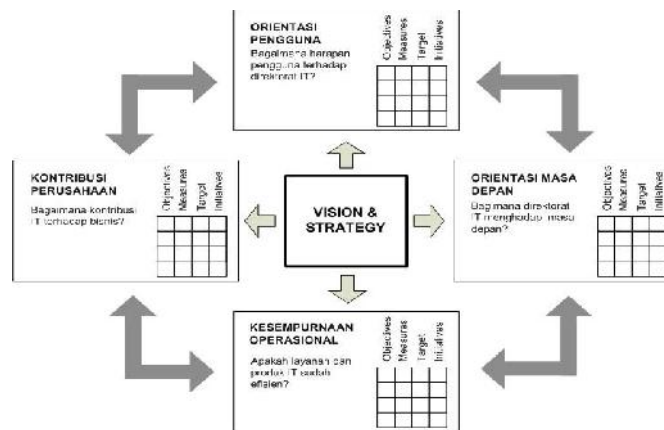 ORIENTASI
PENGGUNA
Bagaimana harapan
pengguna terhadap
direktorat IT?
Objectives
Measures
Target
Initiatives
KONTRIBUSI
PERUSAHAAN
Bagaimana kontribusi
IT terhadap bisnis?
Objectives
Measures
Target
Initiatives
VISION &
STRATEGY
ORIENTASI MASA
DEPAN
Bagimana direktorat
IT menghadapi masa
depan?
Objectives
Measures
Target
Initiatives
KESEMPURNAAN
OPERASIONAL
Apakah layanan dan
produk IT sudah
efisien?
Objectives
Measures
Target
Initiatives